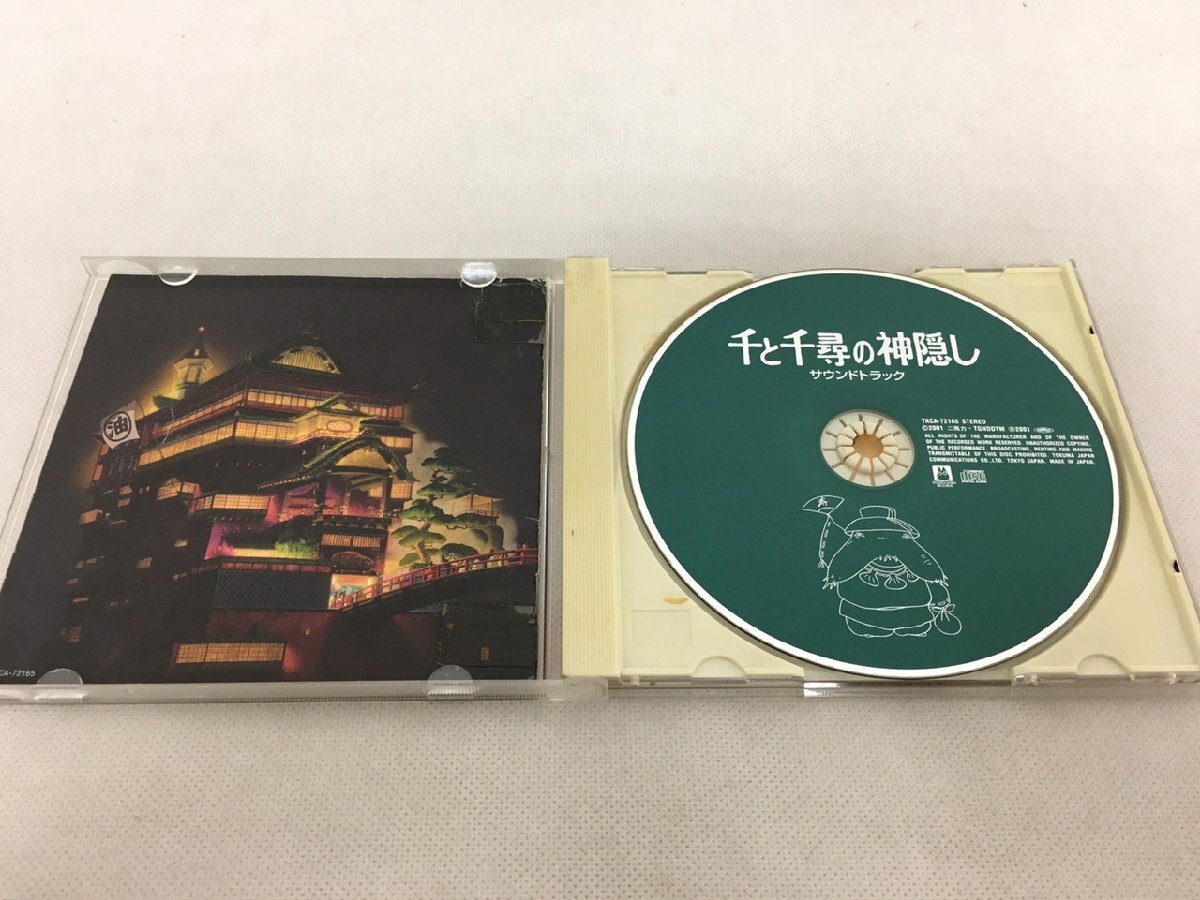 油
CA-72165
千と千尋の神隠し
サウンドトラック
TKCA-72165 STEREO
©2001 二馬力・TGNDDTM ℗2001
ALL RIGHTS OF THE MANUFACTURER AND OF THE OWNER
OF THE RECORDED WORK RESERVED. UNAUTHORIZED COPYING,
PUBLIC PERFORMANCE, BROADCASTING, RENTING AND MAKING
TRANSMITTABLE OF THIS DISC PROHIBITED. TOKUMA JAPAN
COMMUNICATIONS CO., LTD. TOKYO JAPAN. MADE IN JAPAN.
寿